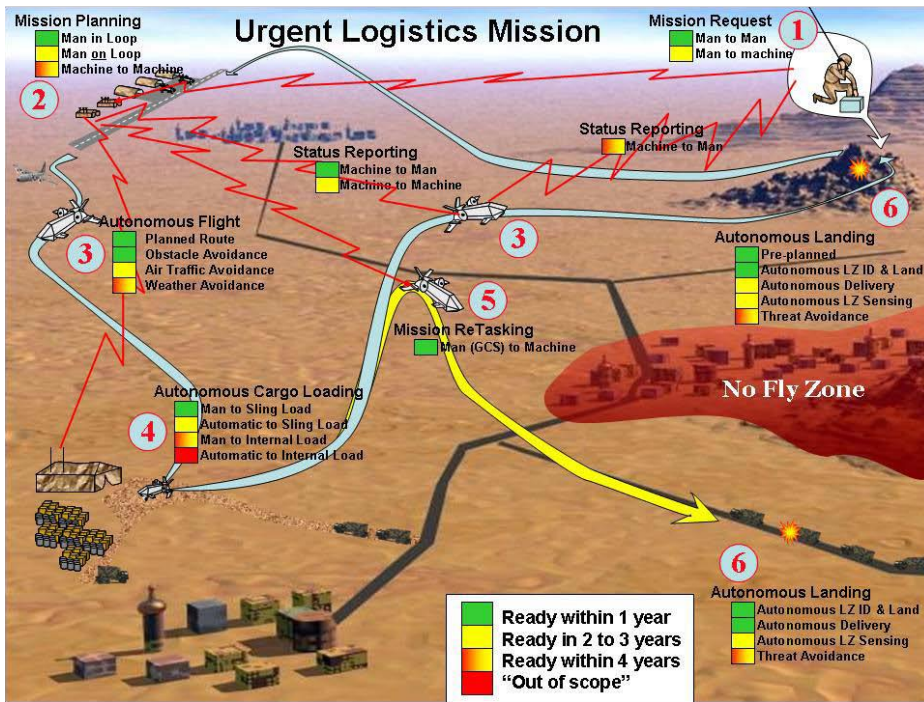 Urgent Logistics Mission
Mission Request
Man to Man
Man to machine
1
Mission Planning
Man in Loop
Man on Loop
Machine to Machine
2
Status Reporting
Machine to Man
Status Reporting
Machine to Man
Machine to Machine
3
Autonomous Flight
Planned Route
Obstacle Avoidance
Air Traffic Avoidance
Weather Avoidance
3
6
Autonomous Landing
Pre-planned
Autonomous LZ ID & Land
Autonomous Delivery
Autonomous LZ Sensing
Threat Avoidance
5
Mission ReTasking
Man (GCS) to Machine
No Fly Zone
4
Autonomous Cargo Loading
Man to Sling Load
Automatic to Sling Load
Man to Internal Load
Automatic to Internal Load
6
Autonomous Landing
Autonomous LZ ID & Land
Autonomous Delivery
Autonomous LZ Sensing
Threat Avoidance
Ready within 1 year
Ready in 2 to 3 years
Ready within 4 years
“Out of scope”